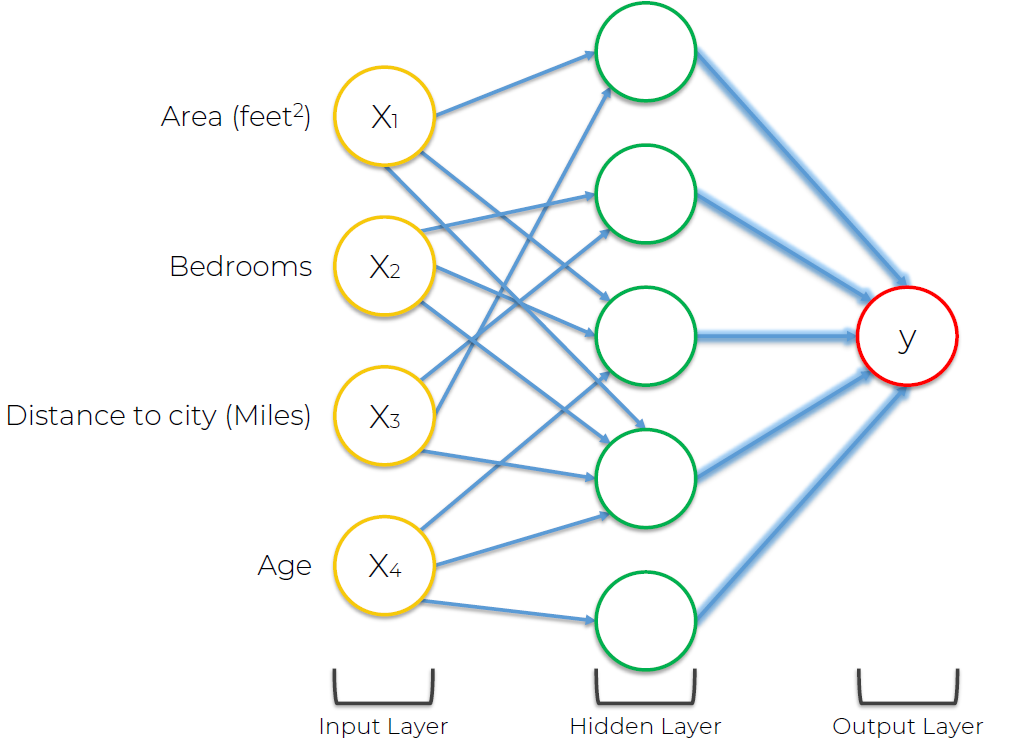 Area (feet²)
X₁
Bedrooms
X₂
Distance to city (Miles)
X₃
Age
X₄
y
Input Layer
Hidden Layer
Output Layer